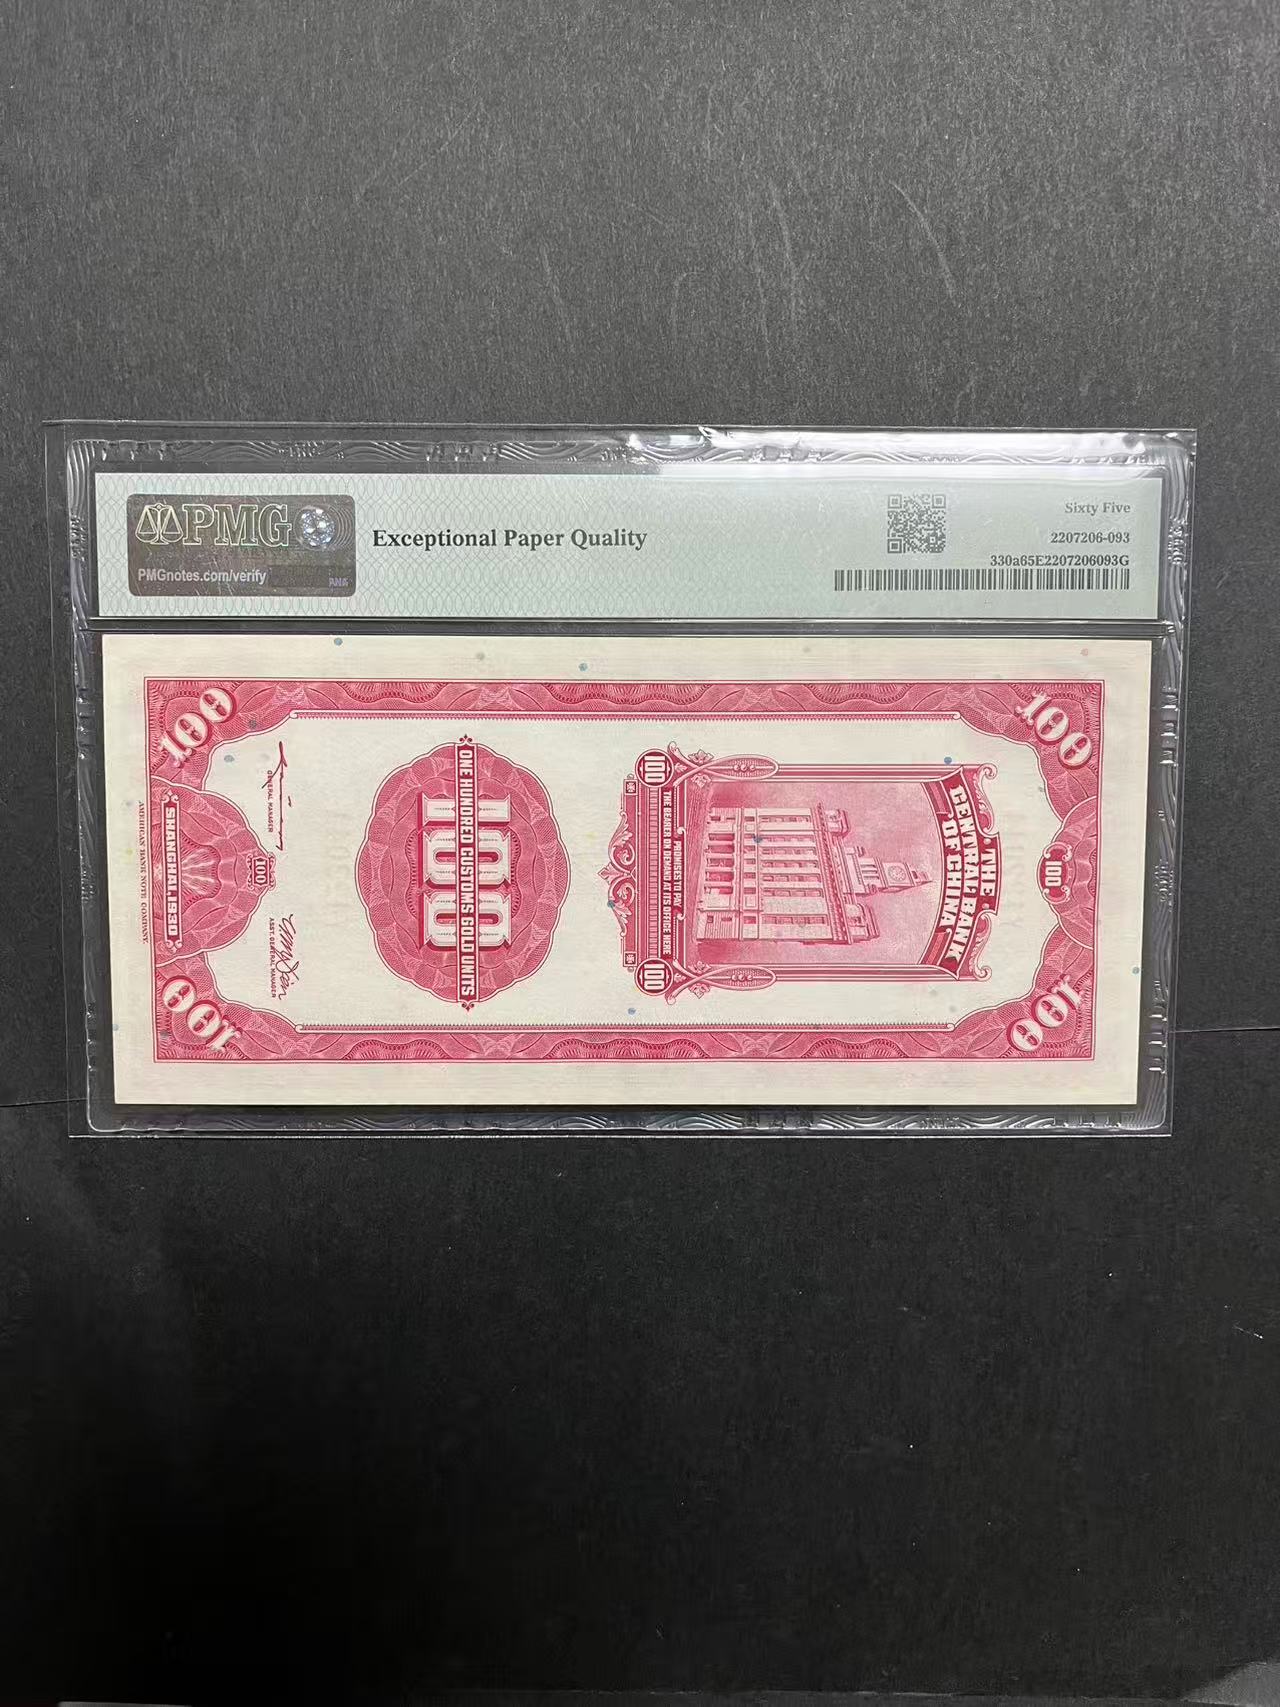 PMG
PMGnotes.com/verify
ANA
Exceptional Paper Quality
Sixty Five
2207206-093
330a65E2207206093G
100
100
THE
CENTRAL BANK
OF CHINA
100
100
100
PROMISES TO PAY
THE BEARER ON DEMAND AT ITS OFFICE HERE
100
ONE HUNDRED CUSTOMS GOLD UNITS
GENERAL MANAGER
ASST. GENERAL MANAGER
100
100
SHANGHAI, 1930
100
AMERICAN BANK NOTE COMPANY.